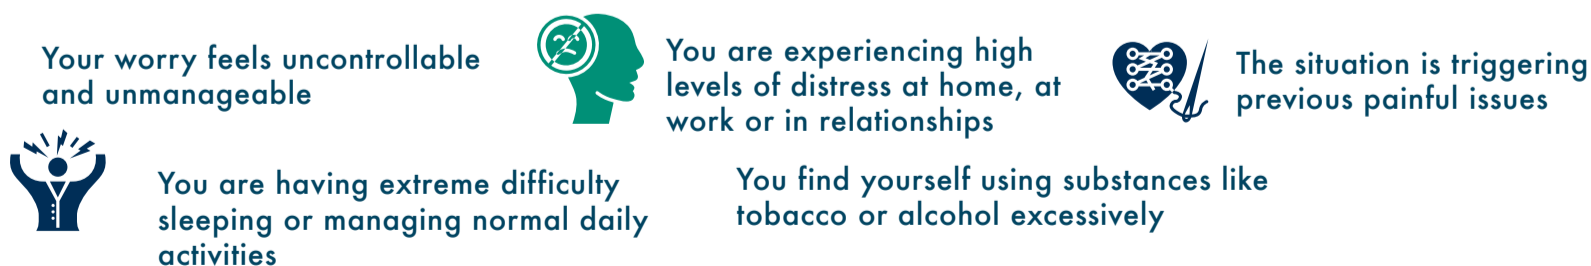 Your worry feels uncontrollable
and unmanageable
You are experiencing high
levels of distress at home, at
work or in relationships
The situation is triggering
previous painful issues
You are having extreme difficulty
sleeping or managing normal daily
activities
You find yourself using substances like
tobacco or alcohol excessively